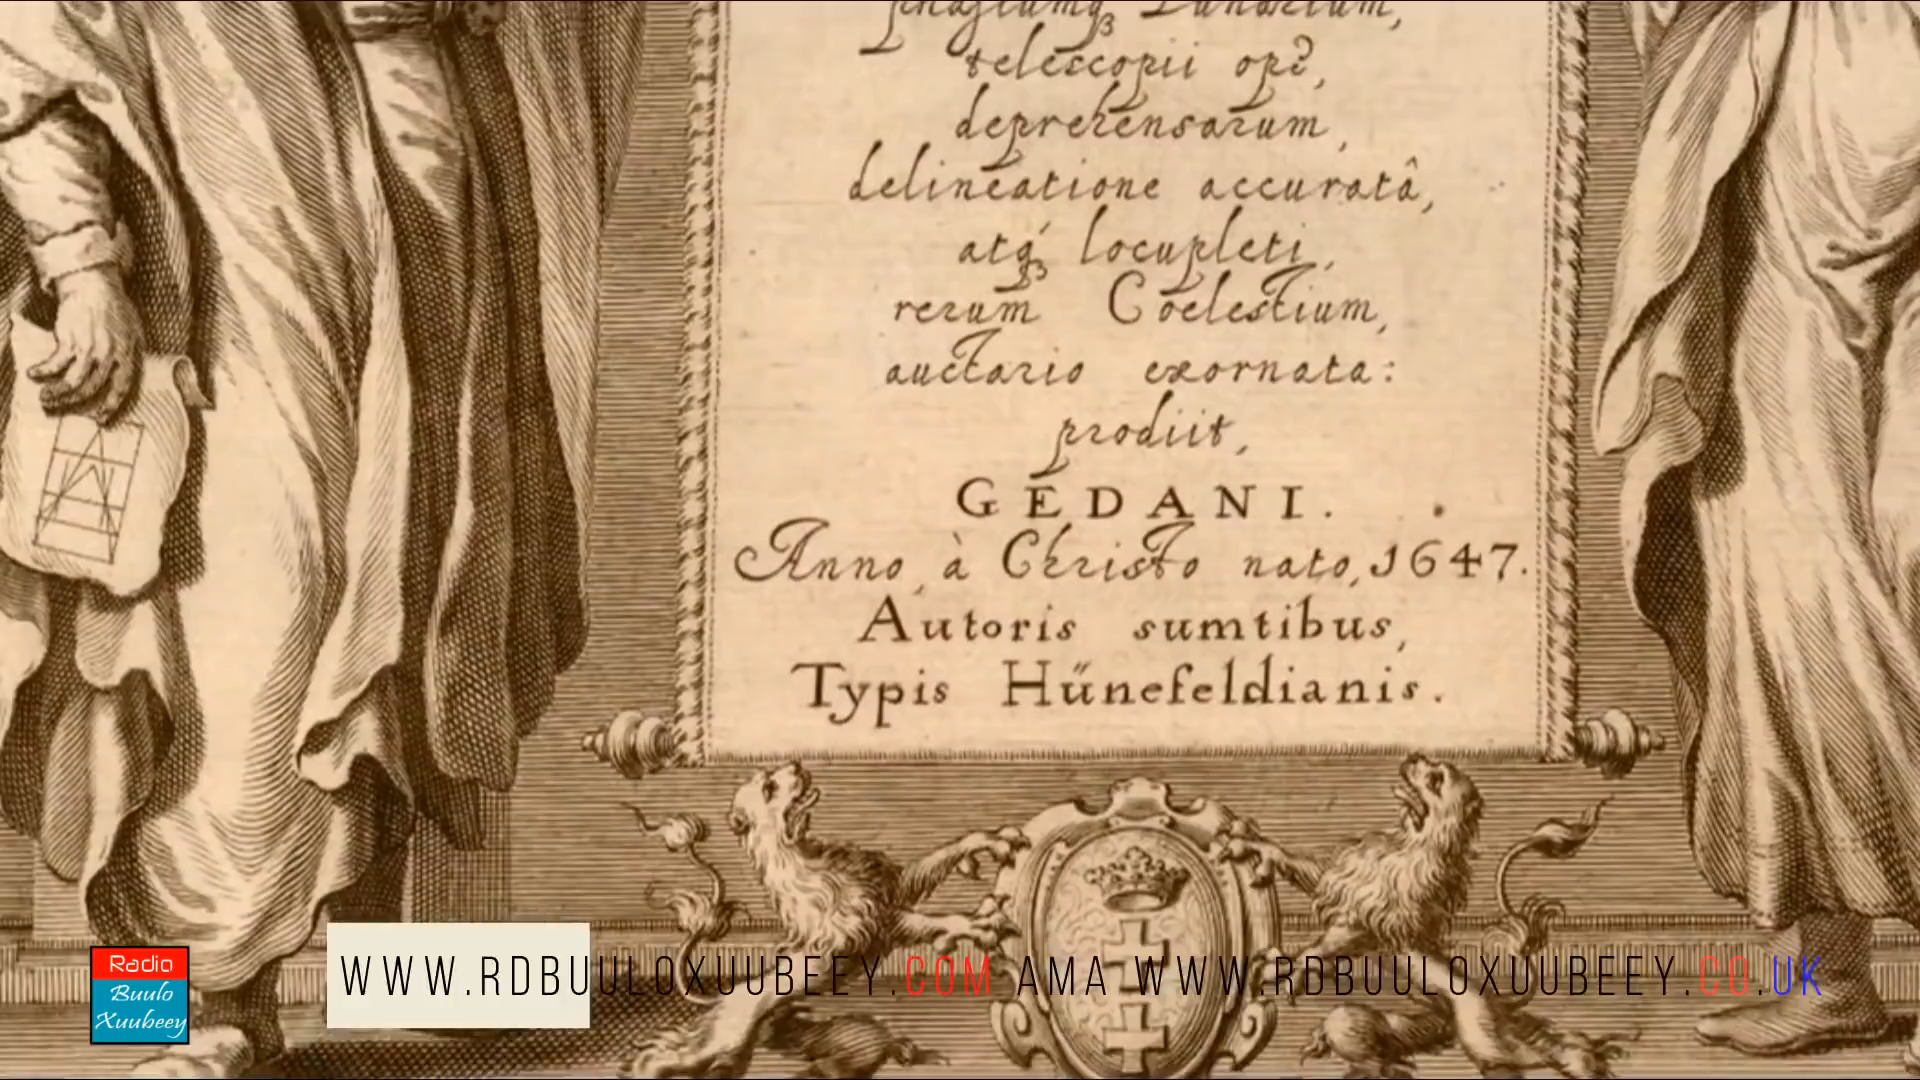 telescopii ope,
deprehensarum,
delineatione accuratâ,
atq́ꝫ locupleti,
rerum Coelestium,
auctario exornata:
prodiit,
GEDANI.
Anno, à Christo nato, 1647.
Autoris sumtibus,
Typis Hűnefeldianis.
Radio
Buulo
Xuubeey
WWW.RDBUULOXUUBEEY.COM AMA WWW.RDBUULOXUUBEEY.CO.UK